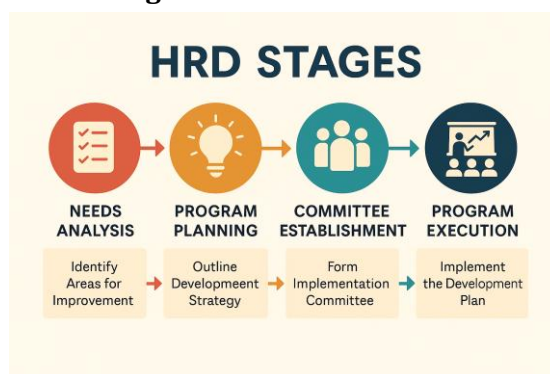 HRD STAGES
NEEDS
ANALYSIS
PROGRAM
PLANNING
COMMITTEE
ESTABLISHMENT
PROGRAM
EXECUTION
Identify
Areas for
Improvement
Outline
Development
Strategy
Form
Implementation
Committee
Implement
the Development
Plan